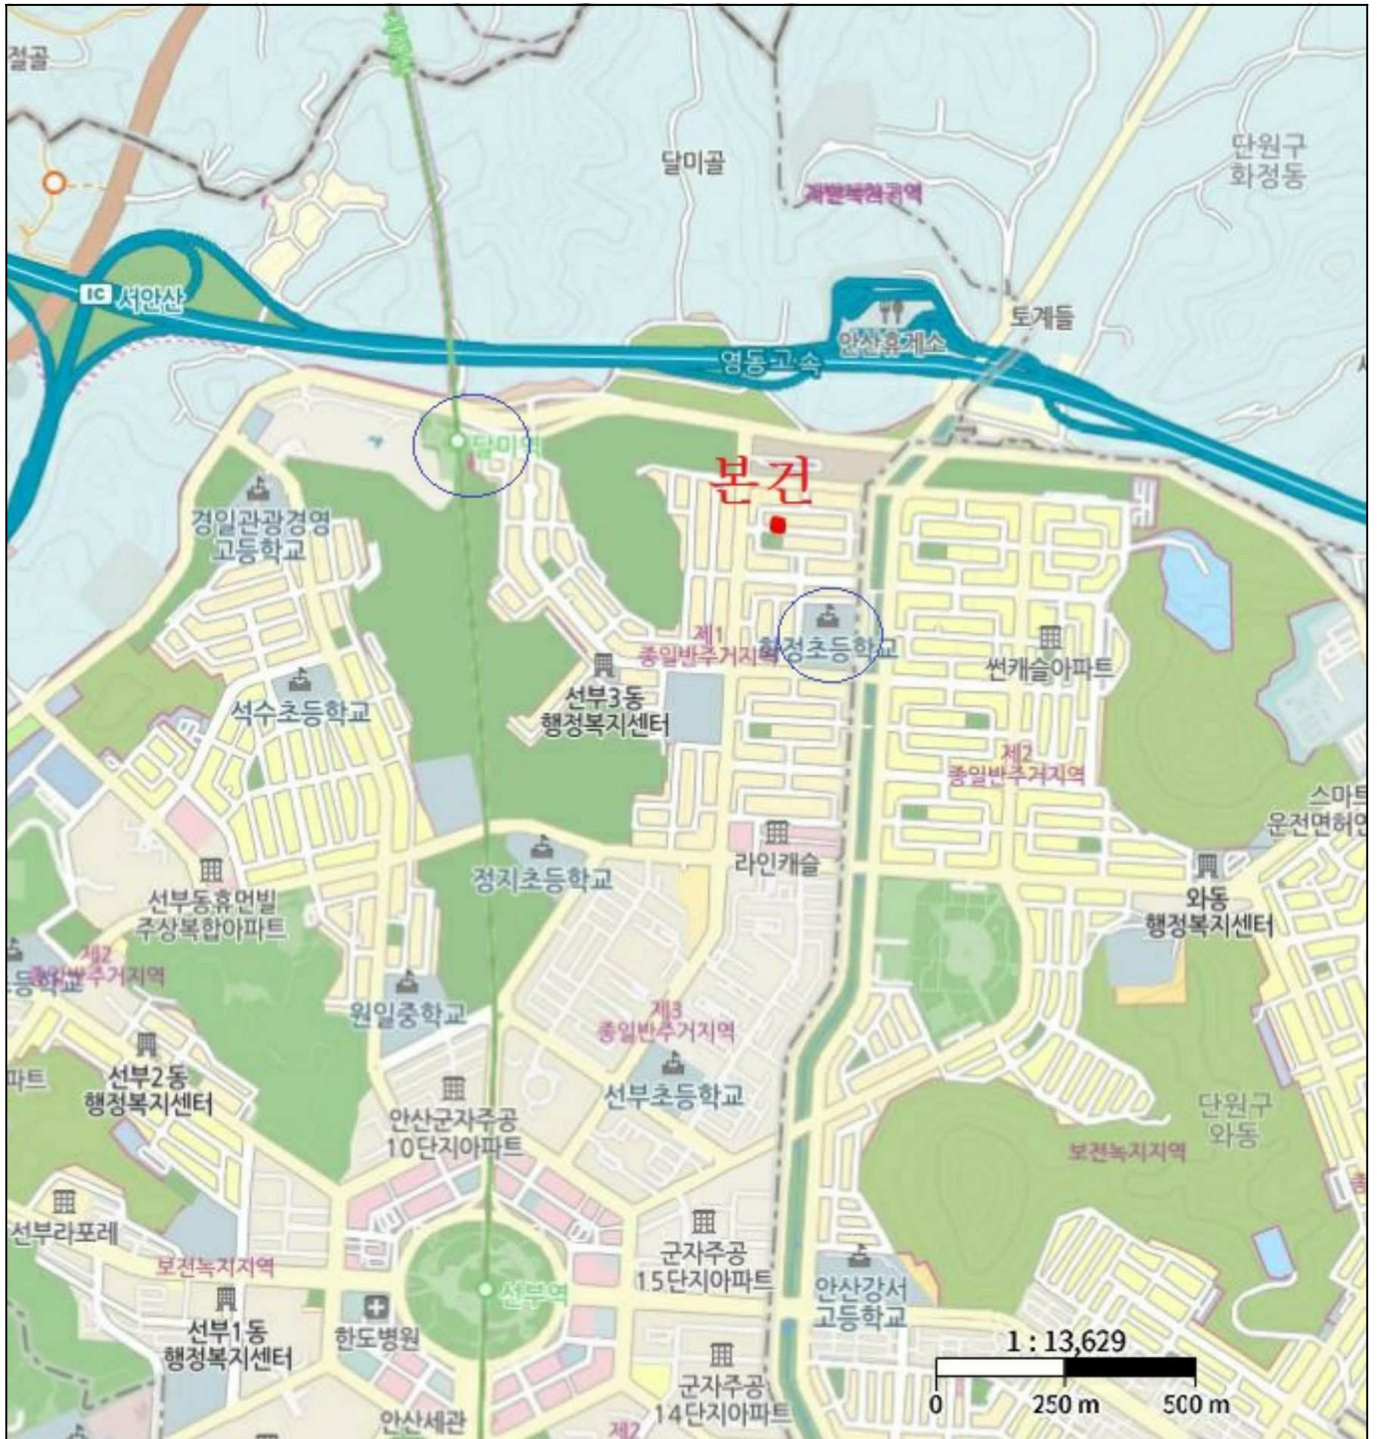 절골
달미골
단원구
화정동
개발제한구역
IC 서안산
토계들
안산휴게소
영동고속
달미역
본건
경일관광경영
고등학교
제1
종일반주거지역
화정초등학교
썬캐슬아파트
선부3동
행정복지센터
석수초등학교
제2
종일반주거지역
스마트
운전면허연
라인캐슬
정지초등학교
선부동휴먼빌
주상복합아파트
와동
행정복지센터
제2
종일반주거지역
등학교
원일중학교
제3
종일반주거지역
선부2동
행정복지센터
파트
안산군자주공
10단지아파트
선부초등학교
단원구
와동
보전녹지지역
선부라포레
보전녹지지역
군자주공
15단지아파트
안산강서
고등학교
선부역
선부1동
행정복지센터
한도병원
1 : 13,629
0 250 m 500 m
군자주공
14단지아파트
안산세관
제2